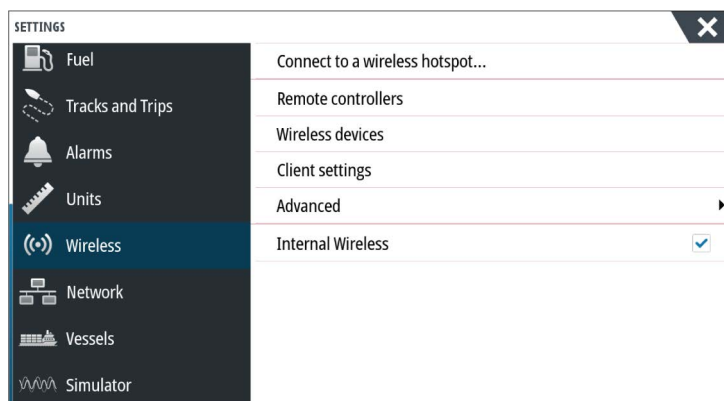 SETTINGS
Fuel
Tracks and Trips
Alarms
Units
Wireless
Network
Vessels
Simulator
Connect to a wireless hotspot...
Remote controllers
Wireless devices
Client settings
Advanced
Internal Wireless